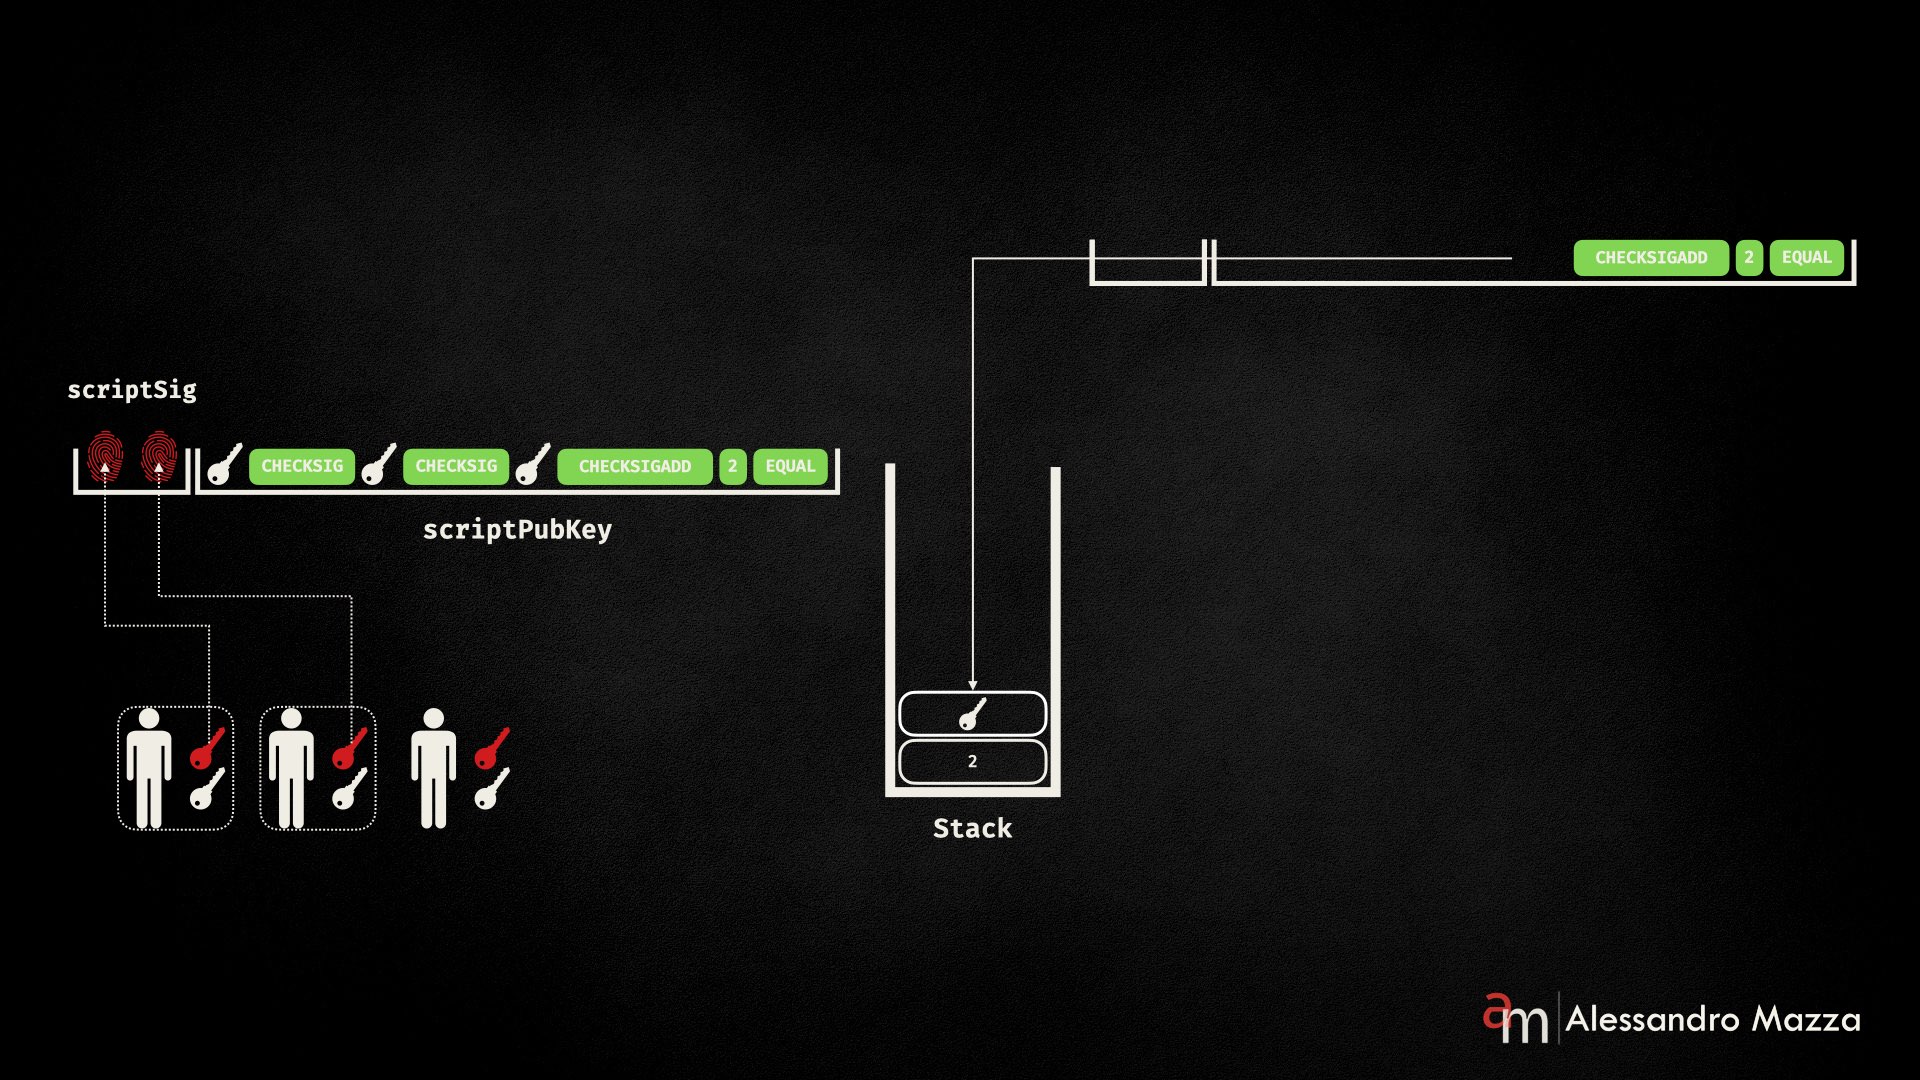 CHECKSIGADD 2 EQUAL
scriptSig
CHECKSIG CHECKSIG CHECKSIGADD 2 EQUAL
scriptPubKey
2
Stack
am Alessandro Mazza